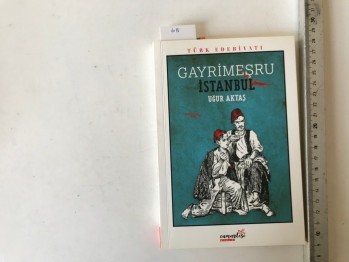 TÜRK EDEBİYATI
GAYRİMEŞRU
İSTANBUL
UĞUR AKTAŞ